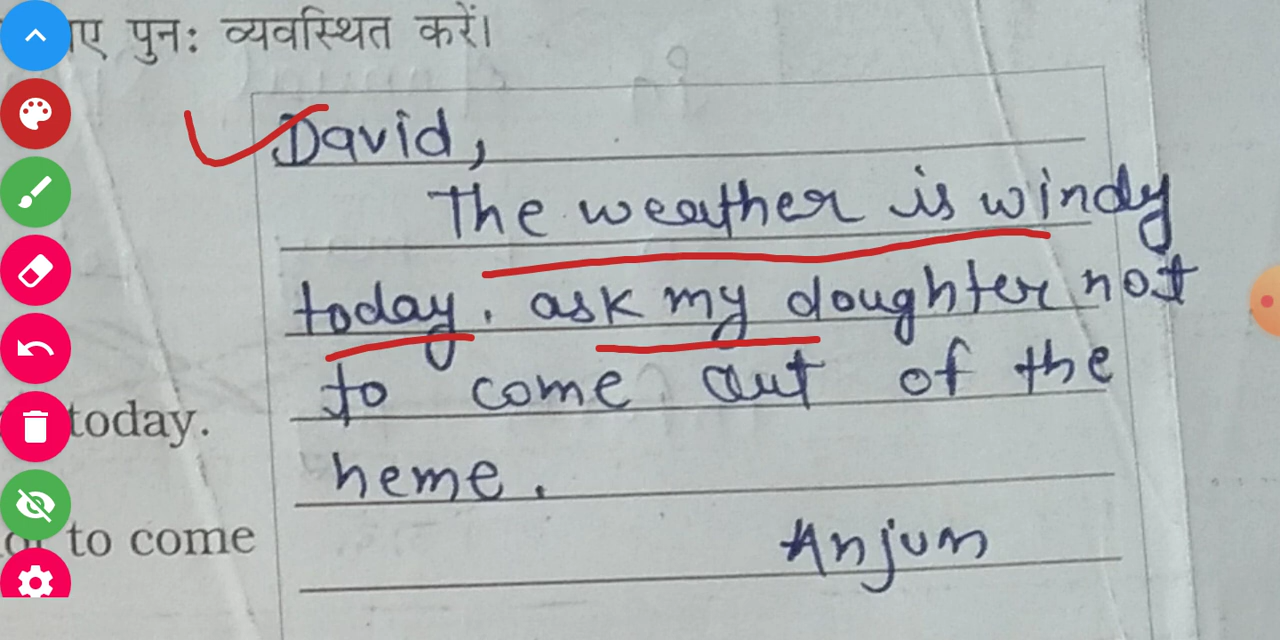 ए पुनः व्यवस्थित करें।
David,
The weather is windy
today. ask my doughter not
to come out of the
today.
heme.
to come
Anjum